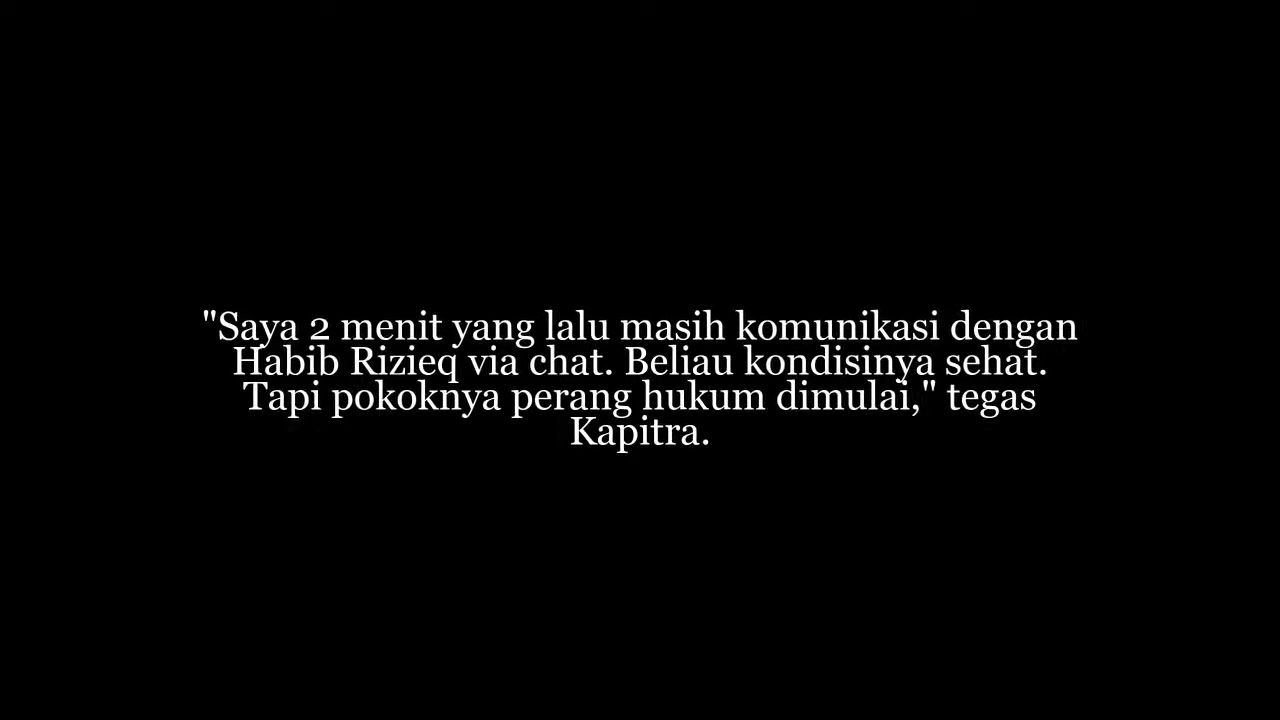 "Saya 2 menit yang lalu masih komunikasi dengan
Habib Rizieq via chat. Beliau kondisinya sehat.
Tapi pokoknya perang hukum dimulai," tegas
Kapitra.